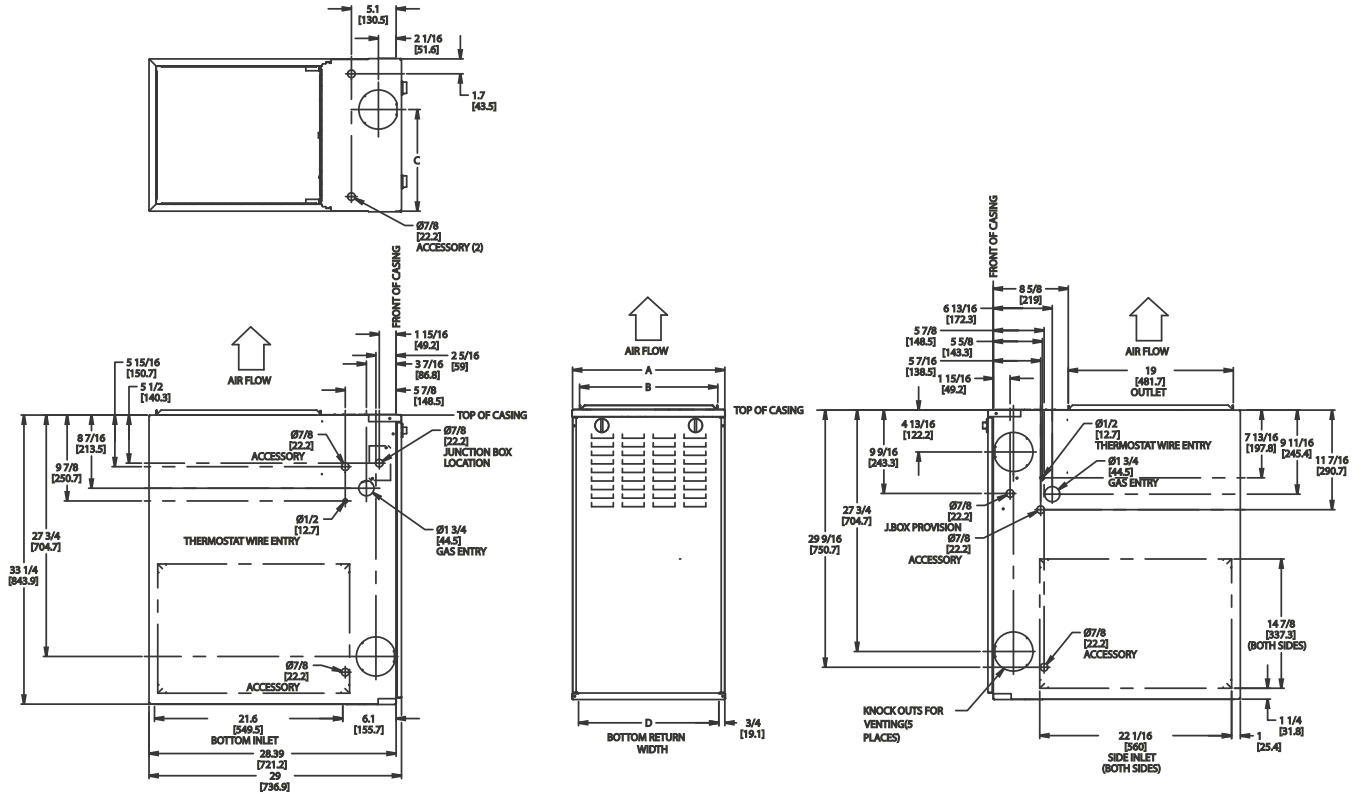 5.1
[130.5]
2 1/16
[51.6]
1.7
[43.5]
C
Ø7/8
[22.2]
ACCESSORY (2)
FRONT OF CASING
1 15/16
[49.2]
2 5/16
[59]
3 7/16
[86.8]
5 7/8
[148.5]
5 15/16
[150.7]
5 1/2
[140.3]
AIR FLOW
TOP OF CASING
8 7/16
[213.5]
9 7/8
[250.7]
Ø7/8
[22.2]
ACCESSORY
Ø7/8
[22.2]
JUNCTION BOX
LOCATION
Ø1/2
[12.7]
THERMOSTAT WIRE ENTRY
Ø1 3/4
[44.5]
GAS ENTRY
27 3/4
[704.7]
33 1/4
[843.9]
Ø7/8
[22.2]
ACCESSORY
21.6
[549.5]
BOTTOM INLET
6.1
[155.7]
28.39
[721.2]
29
[736.9]
AIR FLOW
A
B
TOP OF CASING
D
BOTTOM RETURN
WIDTH
3/4
[19.1]
FRONT OF CASING
8 5/8
[219]
6 13/16
[172.3]
5 7/8
[148.5]
5 5/8
[143.3]
5 7/16
[138.5]
1 15/16
[49.2]
AIR FLOW
19
[481.7]
OUTLET
4 13/16
[122.2]
9 9/16
[243.3]
Ø1/2
[12.7]
THERMOSTAT WIRE ENTRY
Ø1 3/4
[44.5]
GAS ENTRY
7 13/16
[197.8]
9 11/16
[245.4]
11 7/16
[290.7]
Ø7/8
[22.2]
J.BOX PROVISION
Ø7/8
[22.2]
ACCESSORY
27 3/4
[704.7]
29 9/16
[750.7]
14 7/8
[337.3]
(BOTH SIDES)
Ø7/8
[22.2]
ACCESSORY
KNOCK OUTS FOR
VENTING(5
PLACES)
1 1/4
[31.8]
22 1/16
[560]
SIDE INLET
(BOTH SIDES)
1
[25.4]